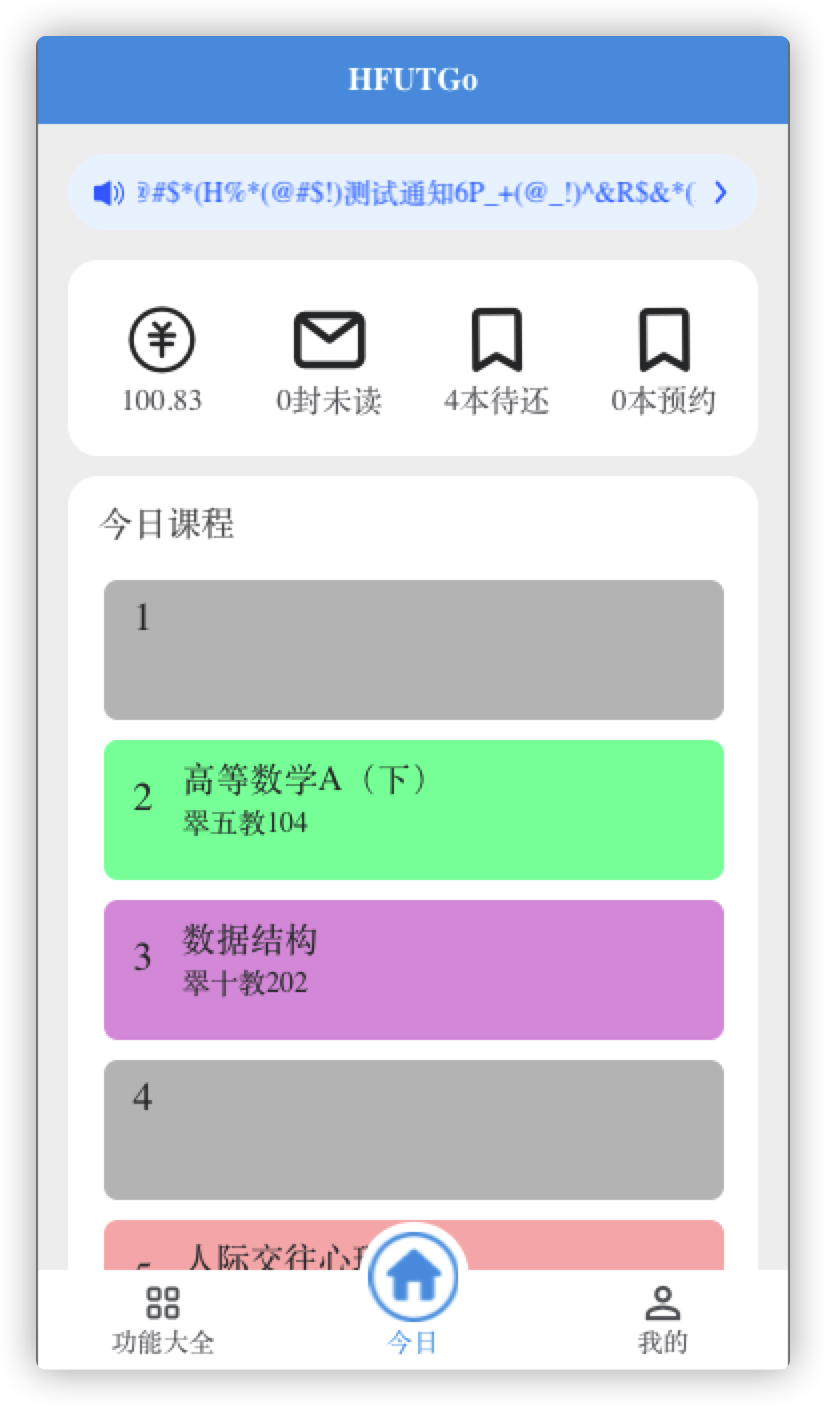 HFUTGo
@#$*(H%*(@#$!)测试通知6P_+(@_!)^&R$&*(
100.83
0封未读
4本待还
0本预约
今日课程
1
2
高等数学A（下）
翠五教104
3
数据结构
翠十教202
4
5
人际交往心理
功能大全
今日
我的